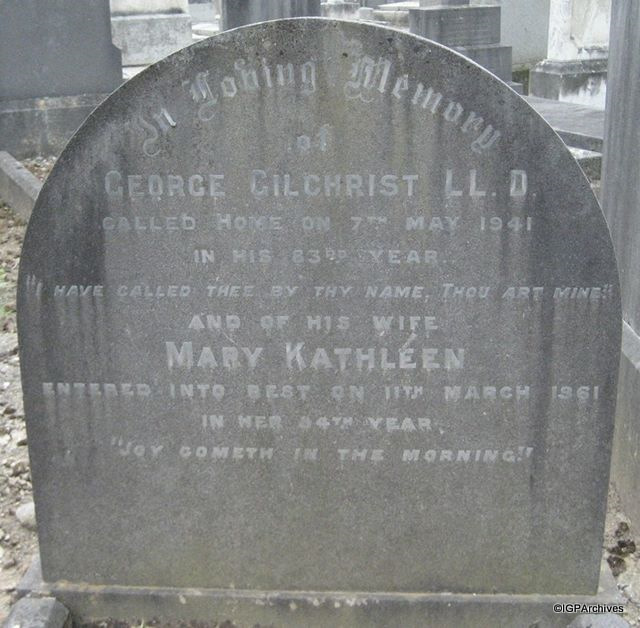 In Loving Memory
of
GEORGE GILCHRIST LL. D.
CALLED HOME ON 7TH MAY 1941
IN HIS 83RD YEAR.
"I HAVE CALLED THEE BY THY NAME, THOU ART MINE."
AND OF HIS WIFE
MARY KATHLEEN
ENTERED INTO REST ON 11TH MARCH 1961
IN HER 94TH YEAR,
"JOY COMETH IN THE MORNING"
©IGPArchives